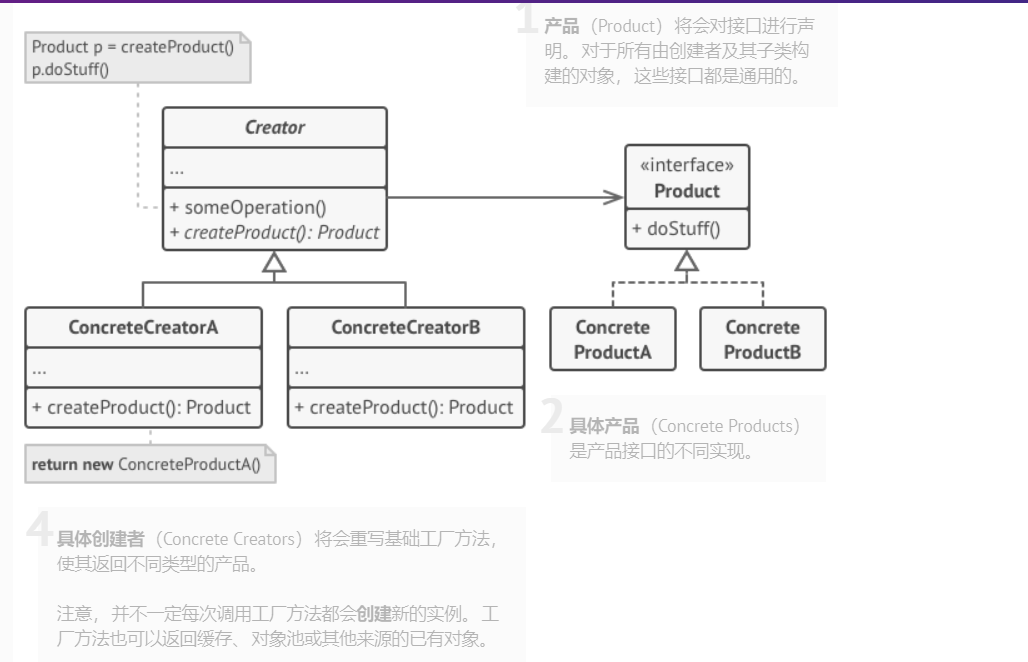 1
产品（Product）将会对接口进行声
明。对于所有由创建者及其子类构
建的对象，这些接口都是通用的。
Product p = createProduct()
p.doStuff()
Creator
...
+ someOperation()
+ createProduct(): Product
«interface»
Product
+ doStuff()
ConcreteCreatorA
...
+ createProduct(): Product
ConcreteCreatorB
...
+ createProduct(): Product
Concrete
ProductA
Concrete
ProductB
return new ConcreteProductA()
2
具体产品（Concrete Products）
是产品接口的不同实现。
4
具体创建者（Concrete Creators）将会重写基础工厂方法，
使其返回不同类型的产品。
注意，并不一定每次调用工厂方法都会创建新的实例。工
厂方法也可以返回缓存、对象池或其他来源的已有对象。